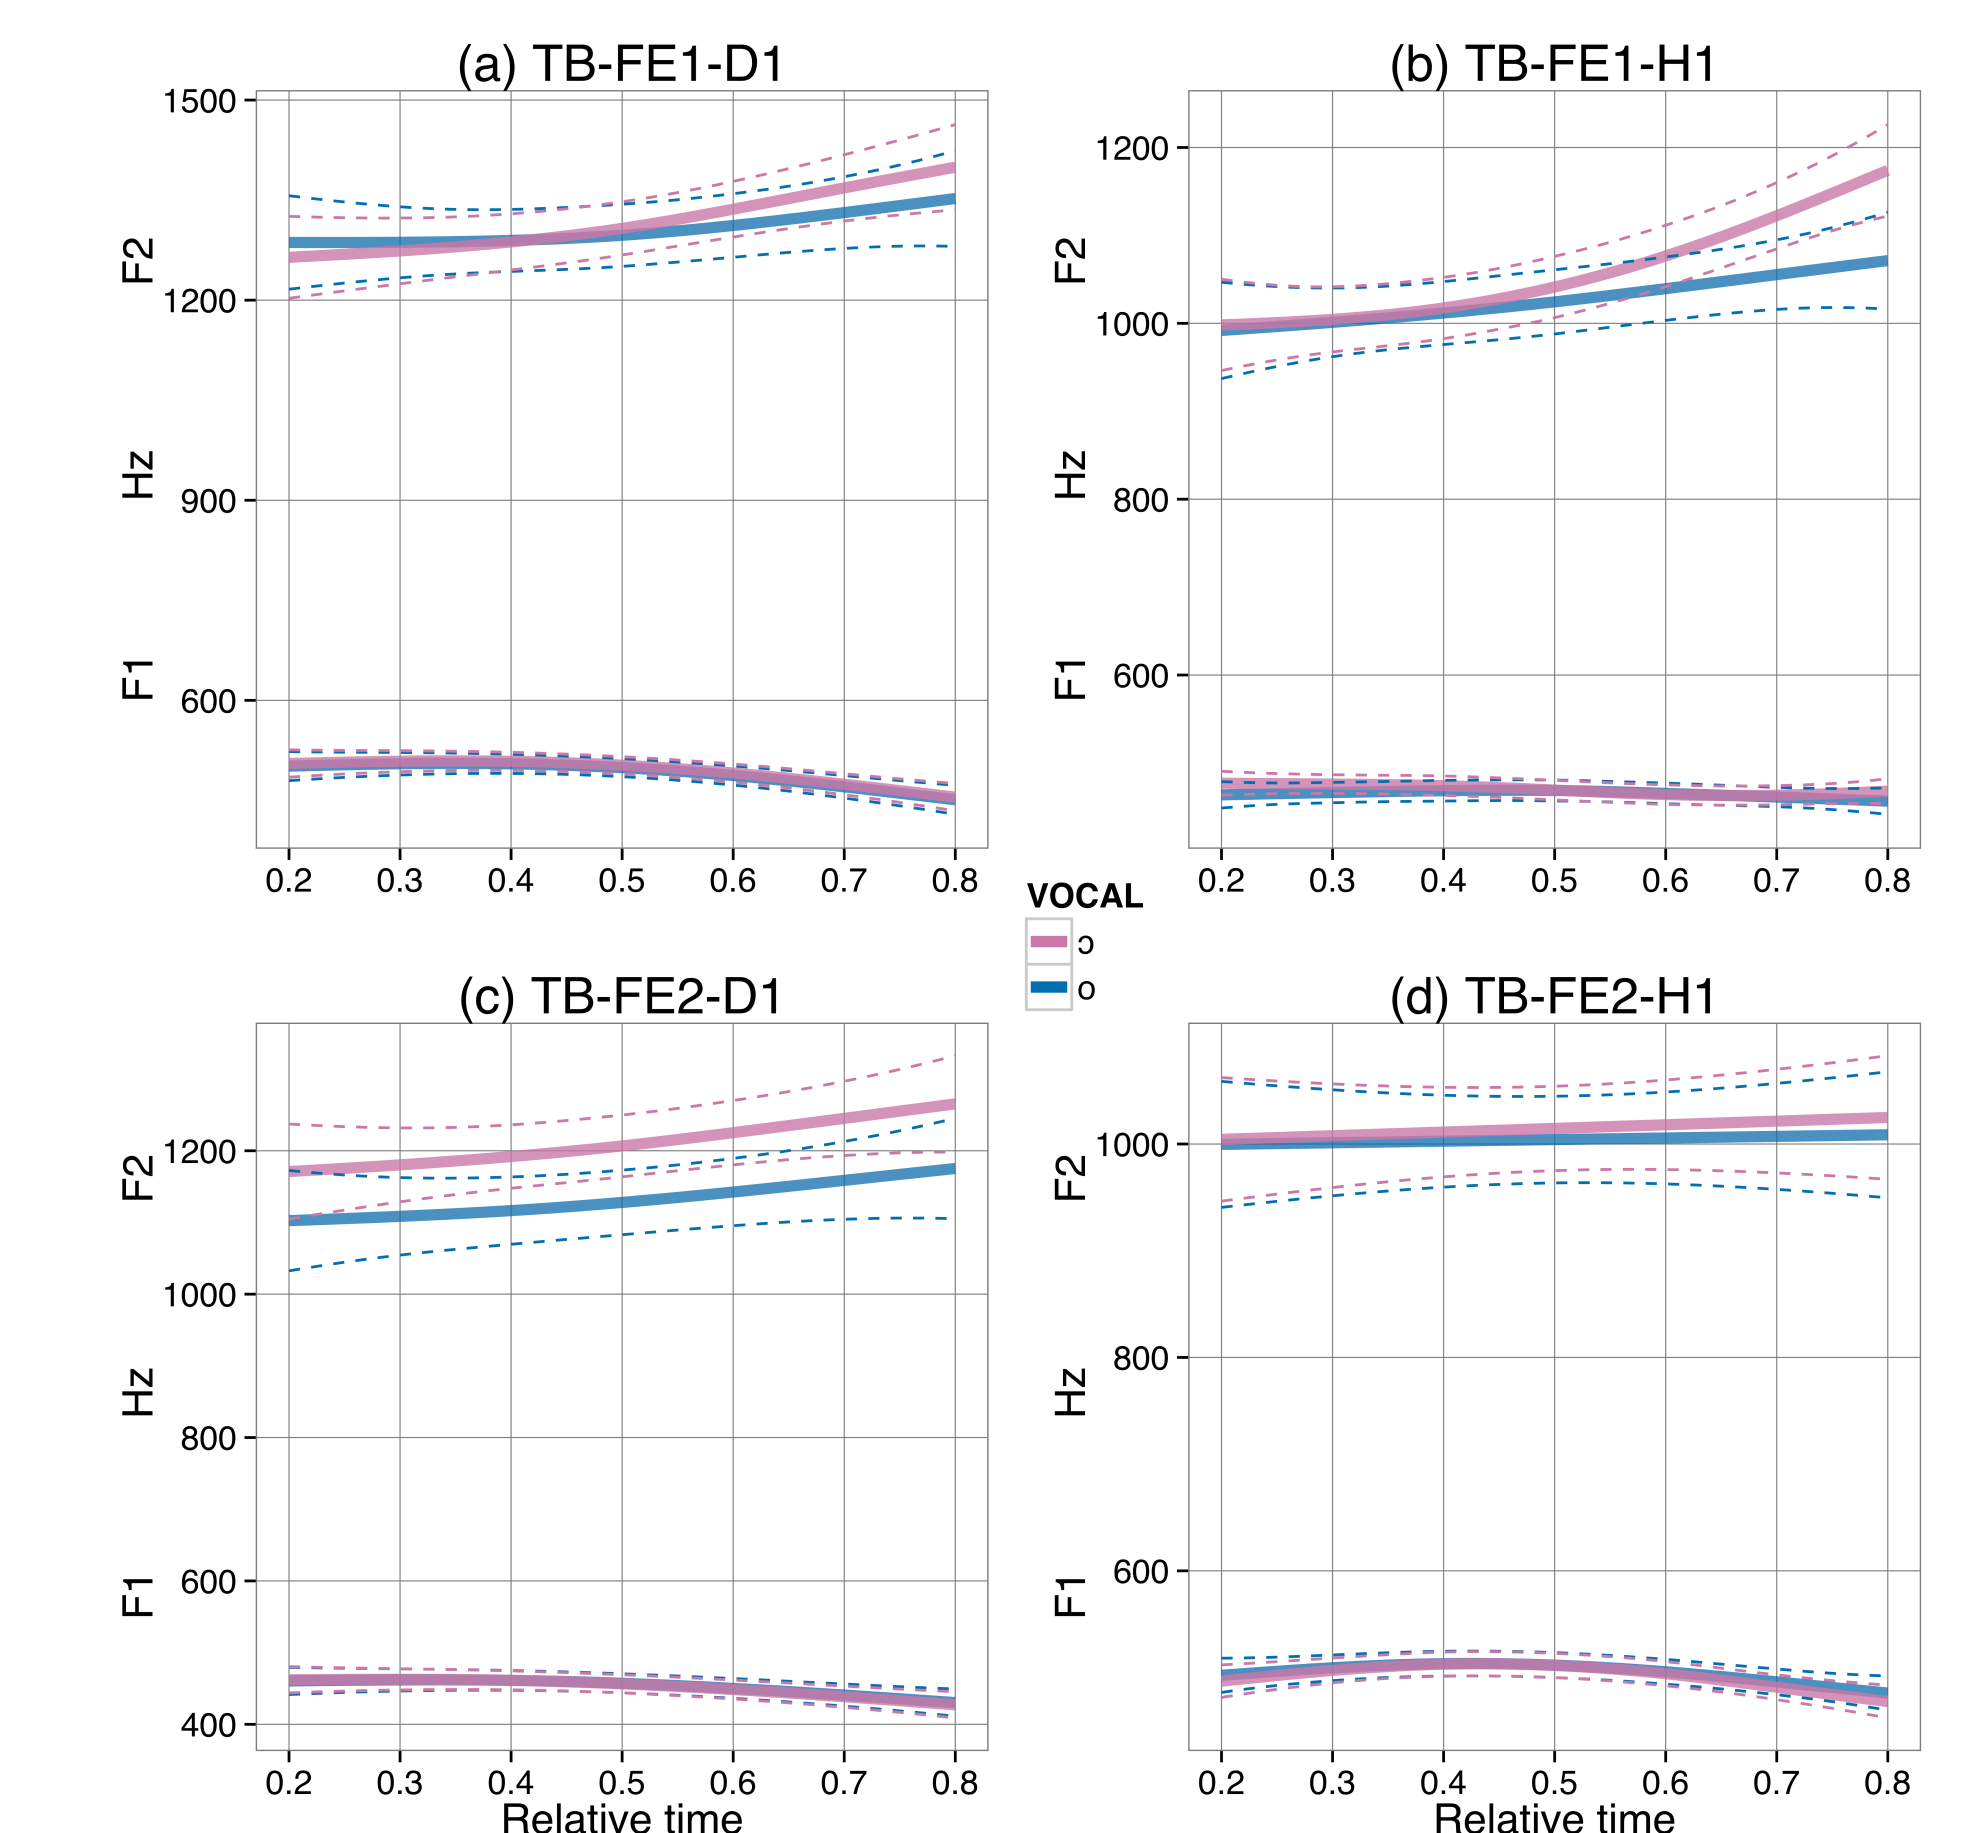 (a) TB-FE1-D1
F2
Hz
F1
1500
1200
900
600
0.2 0.3 0.4 0.5 0.6 0.7 0.8
(b) TB-FE1-H1
F2
Hz
F1
1200
1000
800
600
0.2 0.3 0.4 0.5 0.6 0.7 0.8
VOCAL
ɔ
o
(c) TB-FE2-D1
F2
Hz
F1
1200
1000
800
600
400
0.2 0.3 0.4 0.5 0.6 0.7 0.8
Relative time
(d) TB-FE2-H1
F2
Hz
F1
1000
800
600
0.2 0.3 0.4 0.5 0.6 0.7 0.8
Relative time